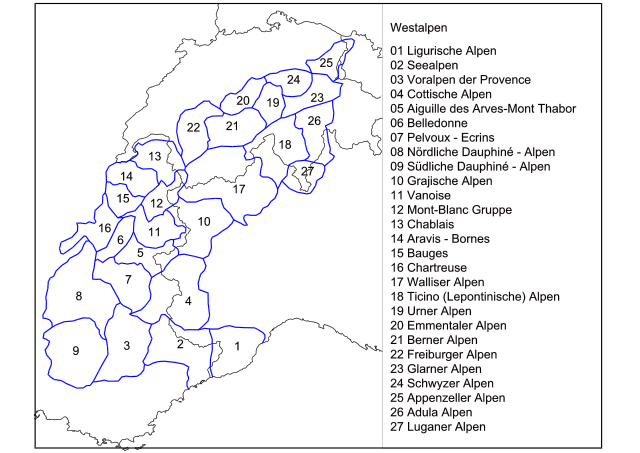 Westalpen
01 Ligurische Alpen
02 Seealpen
03 Voralpen der Provence
04 Cottische Alpen
05 Aiguille des Arves-Mont Thabor
06 Belledonne
07 Pelvoux - Ecrins
08 Nördliche Dauphiné - Alpen
09 Südliche Dauphiné - Alpen
10 Grajische Alpen
11 Vanoise
12 Mont-Blanc Gruppe
13 Chablais
14 Aravis - Bornes
15 Bauges
16 Chartreuse
17 Walliser Alpen
18 Ticino (Lepontinische) Alpen
19 Urner Alpen
20 Emmentaler Alpen
21 Berner Alpen
22 Freiburger Alpen
23 Glarner Alpen
24 Schwyzer Alpen
25 Appenzeller Alpen
26 Adula Alpen
27 Luganer Alpen
25
24
23
20
19
26
22
21
18
13
27
14
17
15
12
10
16
11
6
5
7
8
4
3
2
1
9